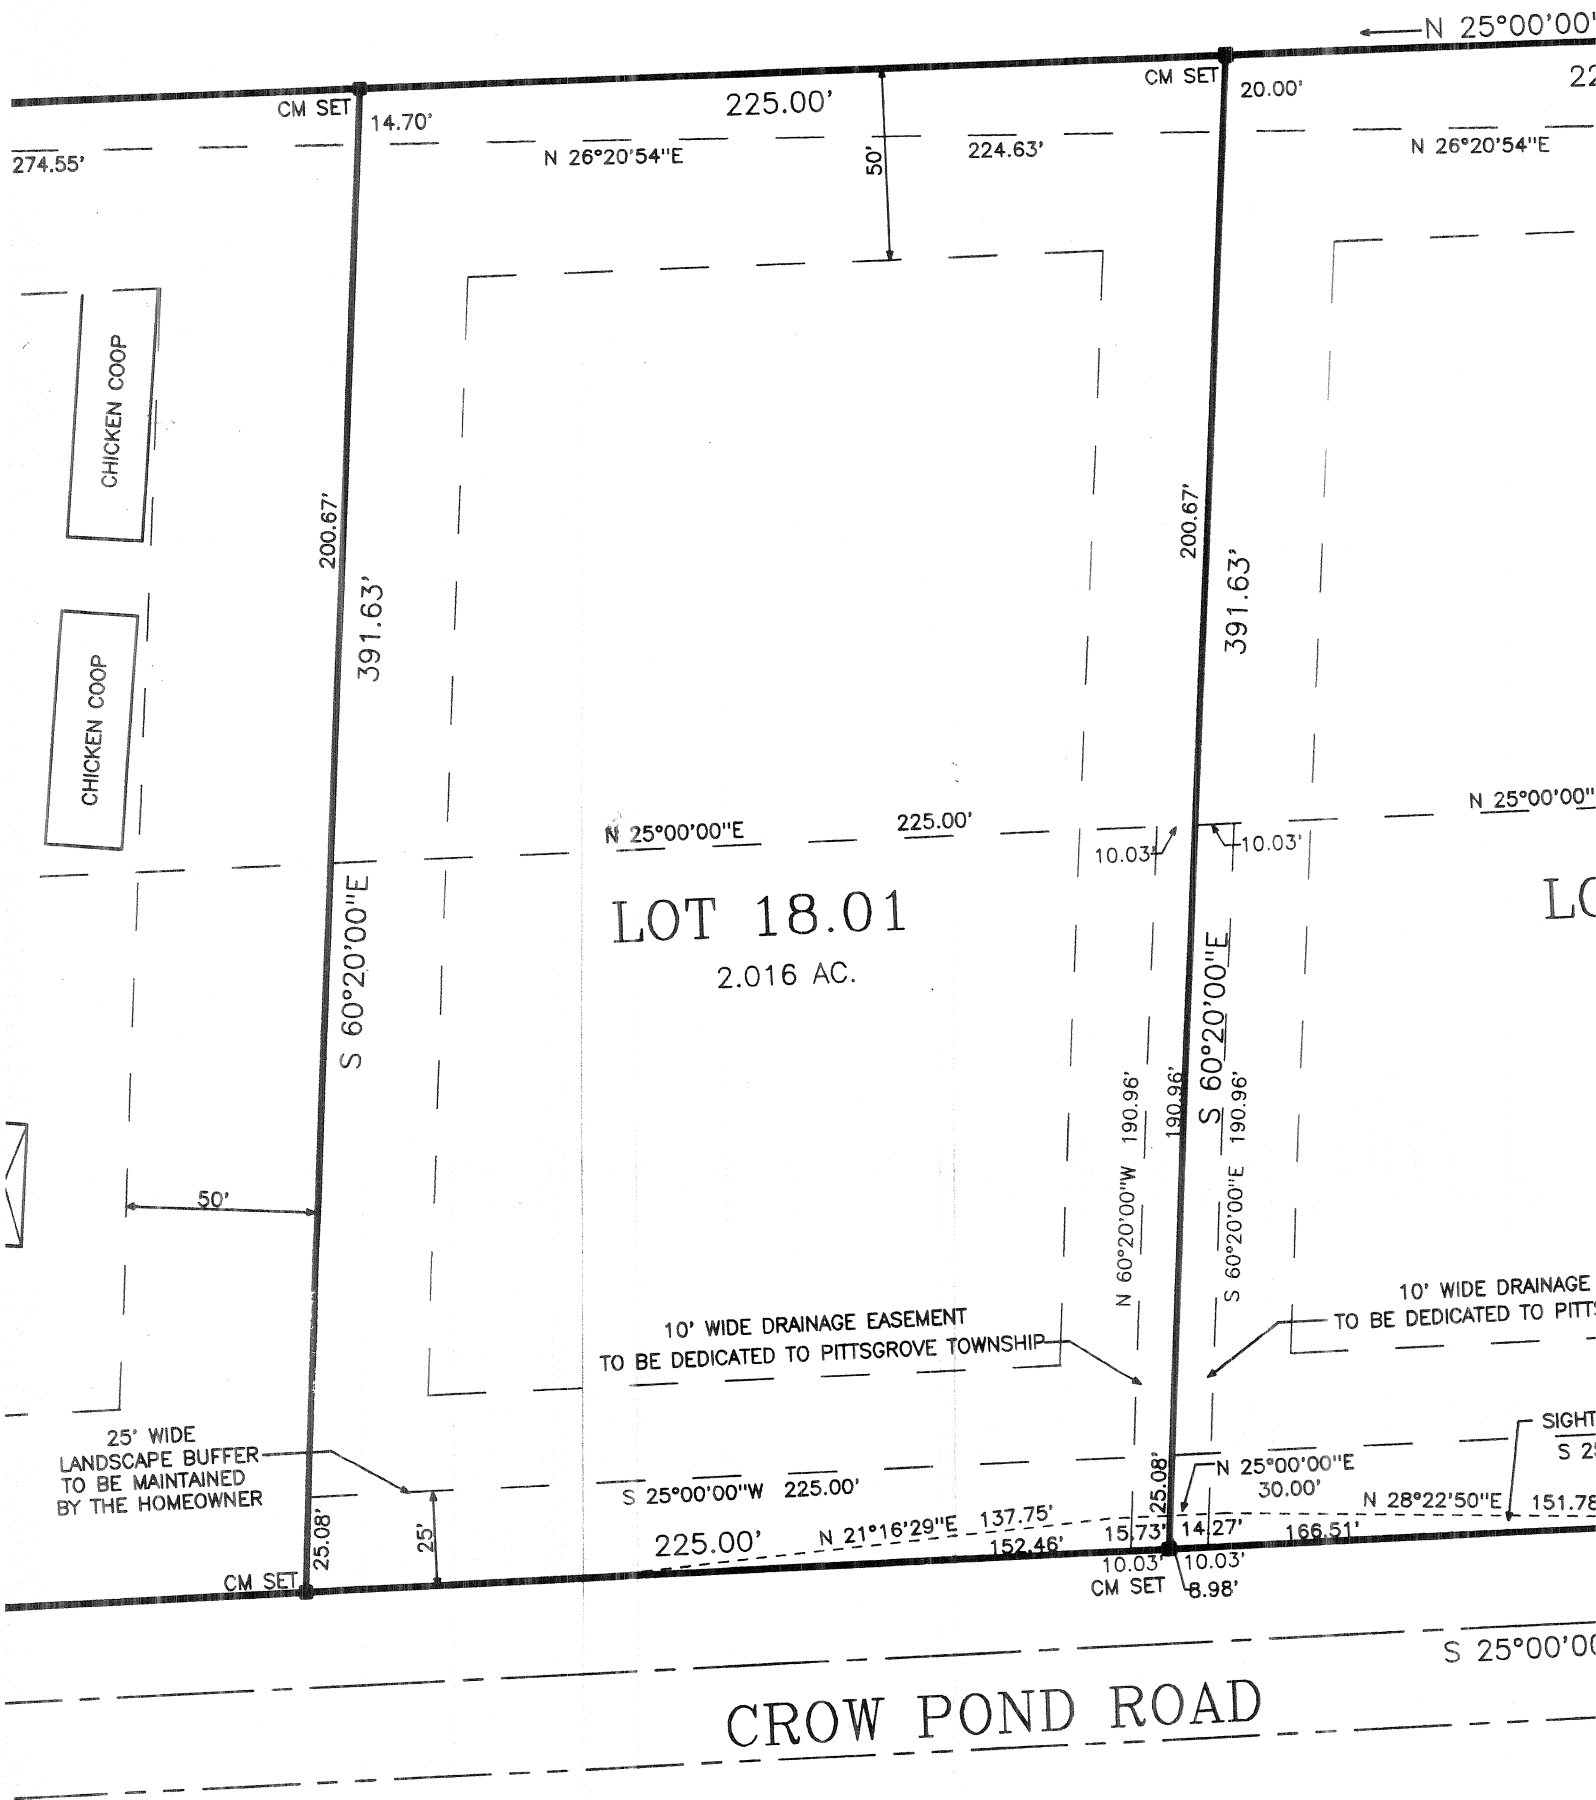 N 25°00'00"
CM SET
20.00'
CM SET
14.70'
225.00'
274.55'
N 26°20'54"E
50'
224.63'
N 26°20'54"E
CHICKEN COOP
200.67'
391.63'
200.67'
391.63'
CHICKEN COOP
N 25°00'00"E
225.00'
N 25°00'00"
10.03'
10.03'
LOT 18.01
2.016 AC.
S 60°20'00"E
S 60°20'00"E
N 60°20'00"W 190.96'
190.96'
S 60°20'00"E 190.96'
50'
10' WIDE DRAINAGE EASEMENT
TO BE DEDICATED TO PITTSGROVE TOWNSHIP
10' WIDE DRAINAGE
TO BE DEDICATED TO PITTS
25' WIDE
LANDSCAPE BUFFER
TO BE MAINTAINED
BY THE HOMEOWNER
SIGHT
S 25°00'00"W 225.00'
25.08'
25'
25.08'
N 25°00'00"E
30.00'
N 28°22'50"E 151.78
225.00'
N 21°16'29"E 137.75'
152.46'
15.73'
14.27'
166.51'
10.03'
10.03'
CM SET
CM SET
8.98'
S 25°00'00
CROW POND ROAD